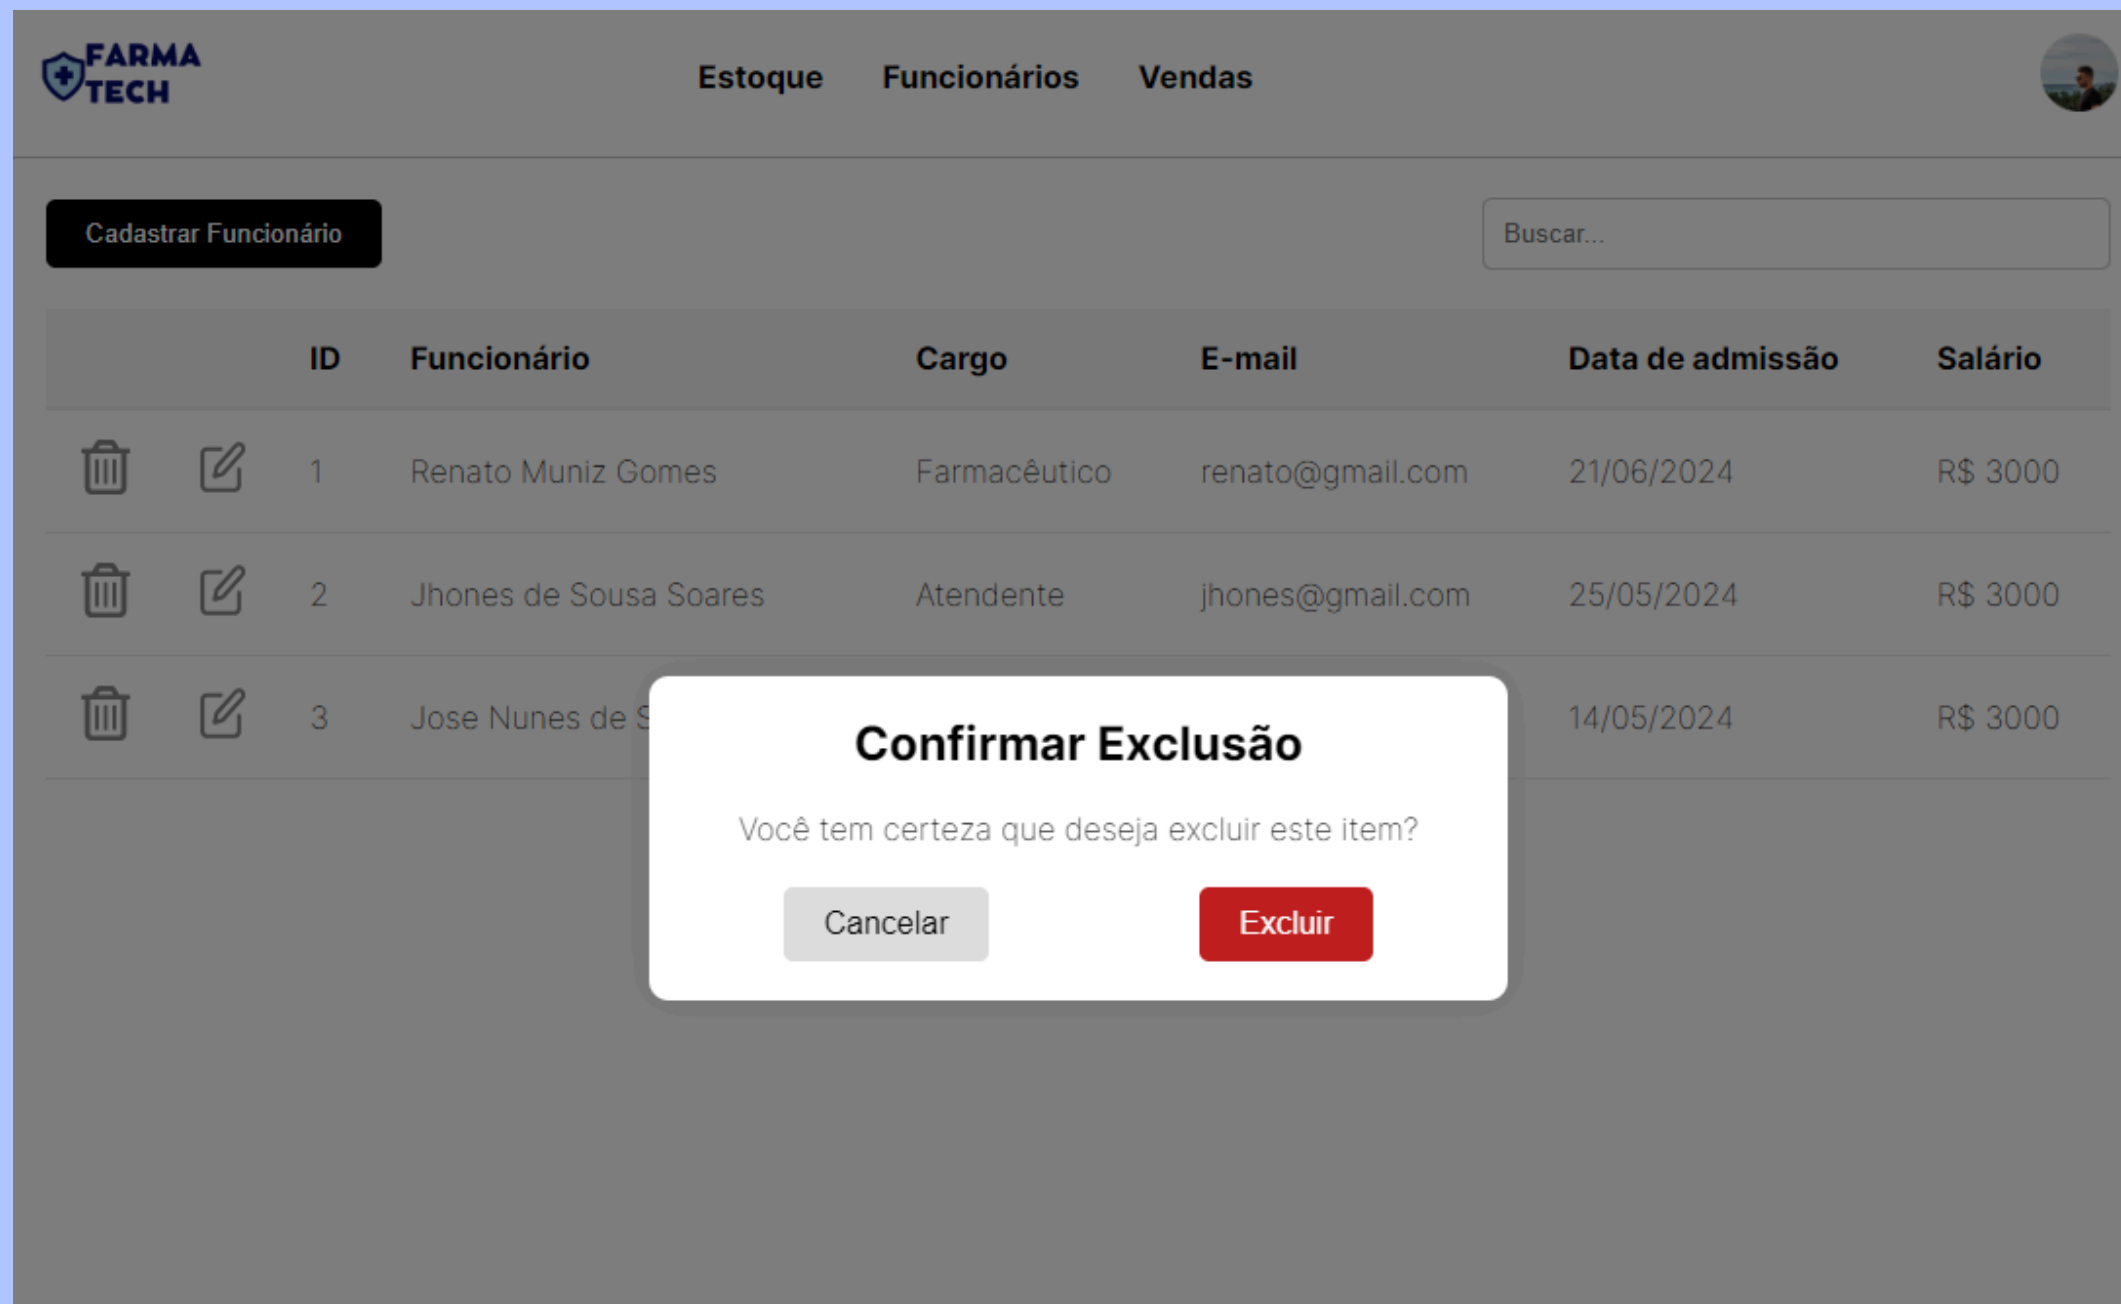 FARMA
TECH
Estoque Funcionários Vendas
Cadastrar Funcionário
Buscar...
ID Funcionário Cargo E-mail Data de admissão Salário
1 Renato Muniz Gomes Farmacêutico renato@gmail.com 21/06/2024 R$ 3000
2 Jhones de Sousa Soares Atendente jhones@gmail.com 25/05/2024 R$ 3000
3 Jose Nunes de 14/05/2024 R$ 3000
Confirmar Exclusão
Você tem certeza que deseja excluir este item?
Cancelar Excluir